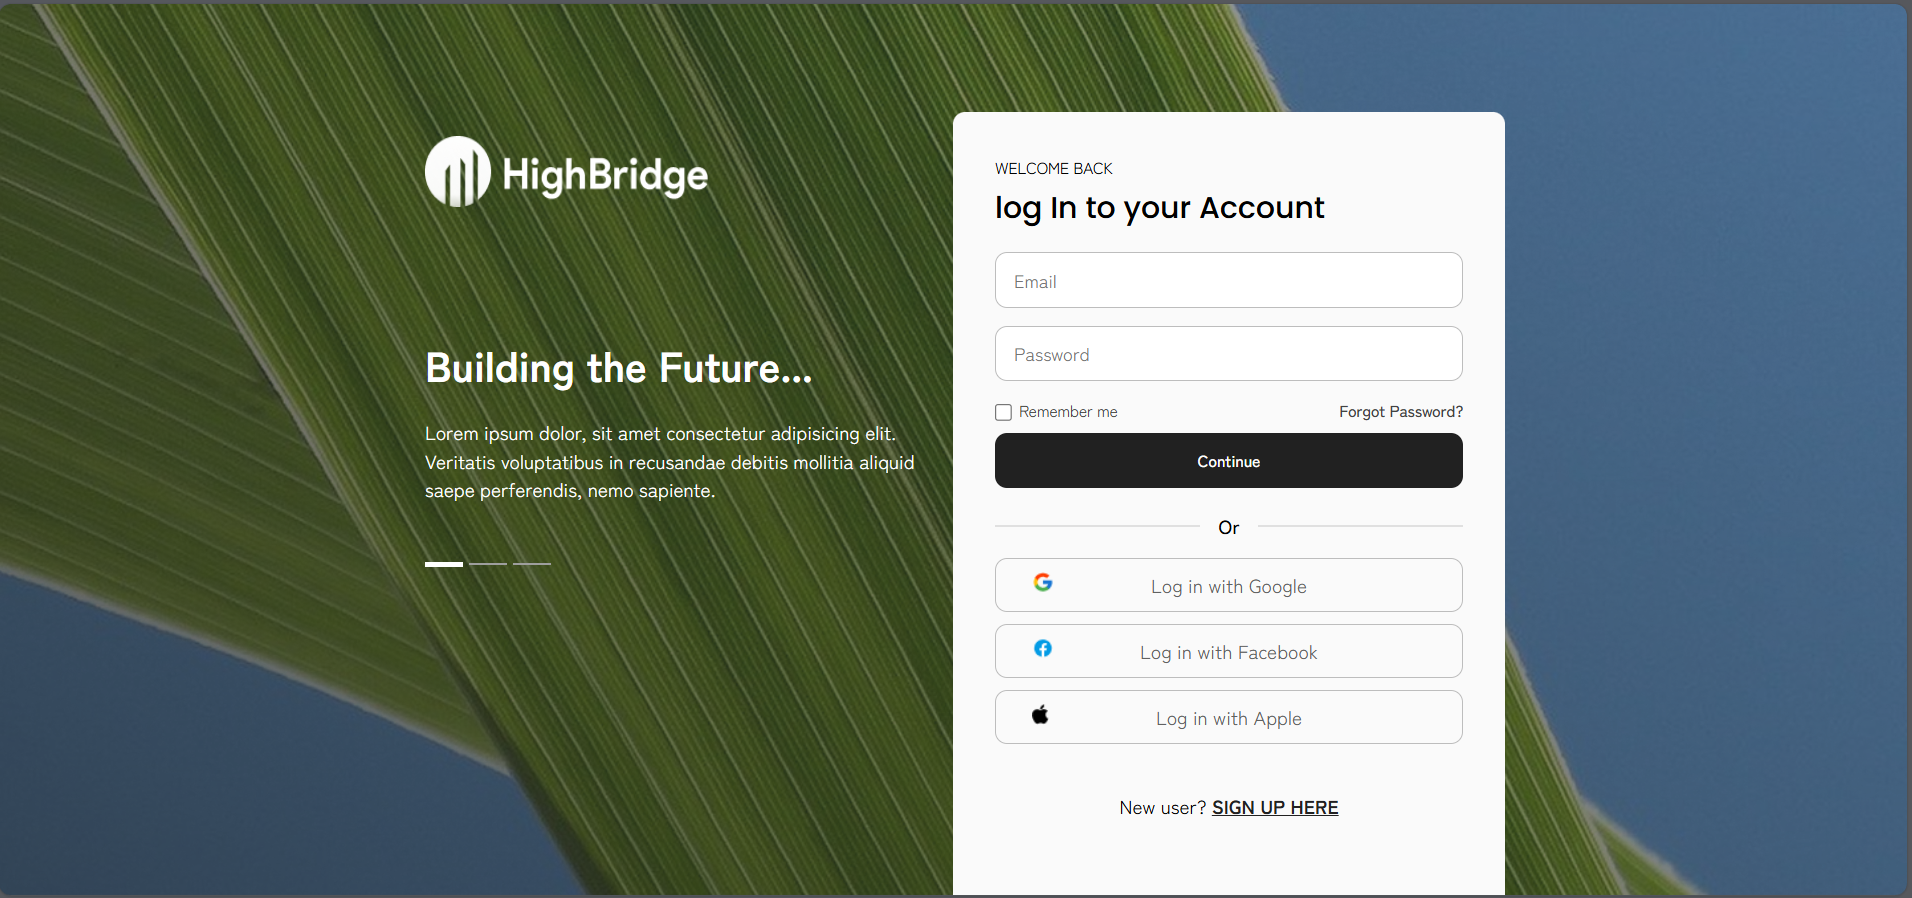 HighBridge
Building the Future...
Lorem ipsum dolor, sit amet consectetur adipisicing elit.
Veritatis voluptatibus in recusandae debitis mollitia aliquid
saepe perferendis, nemo sapiente.
WELCOME BACK
log In to your Account
Email
Password
Remember me
Forgot Password?
Continue
Or
Log in with Google
Log in with Facebook
Log in with Apple
New user? SIGN UP HERE